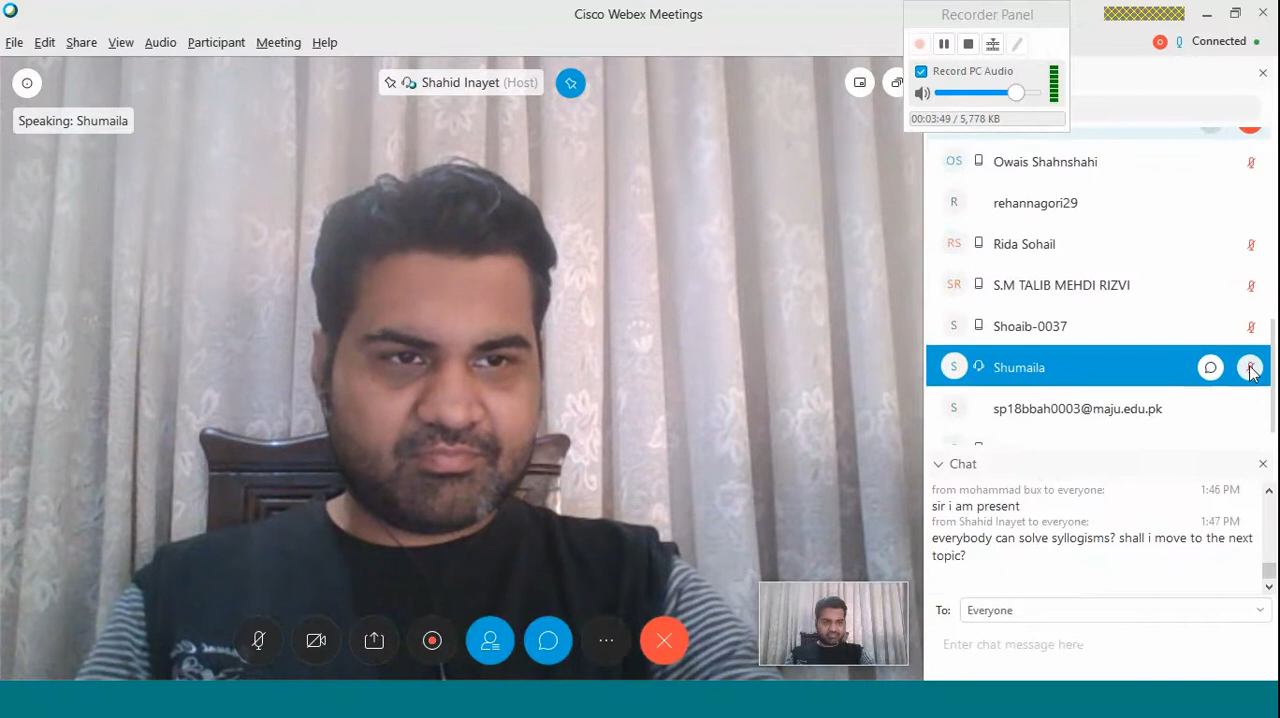 Cisco Webex Meetings
Recorder Panel
File Edit Share View Audio Participant Meeting Help
Connected
Shahid Inayet (Host)
Record PC Audio
Speaking: Shumaila
00:03:49 / 5,778 KB
OS Owais Shahnshahi
R rehannagori29
RS Rida Sohail
SR S.M TALIB MEHDI RIZVI
S Shoaib-0037
S Shumaila
S sp18bbah0003@maju.edu.pk
Chat
from mohammad bux to everyone: 1:46 PM
sir i am present
from Shahid Inayet to everyone: 1:47 PM
everybody can solve syllogisms? shall i move to the next
topic?
To: Everyone
Enter chat message here